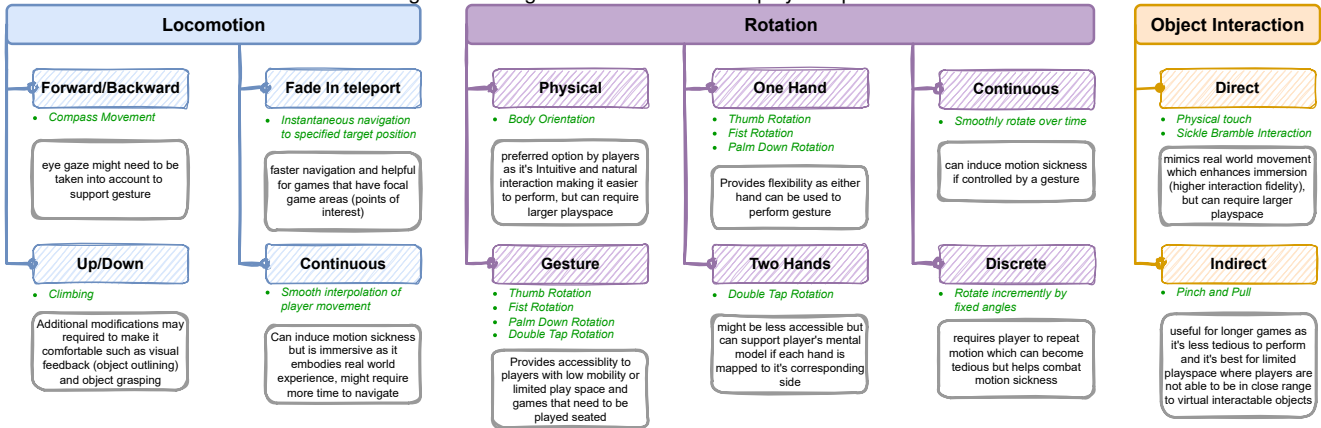 Locomotion
Rotation
Object Interaction
Forward/Backward
Compass Movement
eye gaze might need to be
taken into account to
support gesture
Fade In teleport
Instantaneous navigation
to specified target position
faster navigation and helpful
for games that have focal
game areas (points of
interest)
Physical
Body Orientation
preferred option by players
as it's Intuitive and natural
interaction making it easier
to perform, but can require
larger playspace
One Hand
Thumb Rotation
Fist Rotation
Palm Down Rotation
Provides flexibility as either
hand can be used to
perform gesture
Continuous
Smoothly rotate over time
can induce motion sickness
if controlled by a gesture
Direct
Physical touch
Sickle Bramble Interaction
mimics real world movement
which enhances immersion
(higher interaction fidelity),
but can require larger
playspace
Up/Down
Climbing
Additional modifications may
required to make it
comfortable such as visual
feedback (object outlining)
and object grasping
Continuous
Smooth interpolation of
player movement
Can induce motion sickness
but is immersive as it
embodies real world
experience, might require
more time to navigate
Gesture
Thumb Rotation
Fist Rotation
Palm Down Rotation
Double Tap Rotation
Provides accessiblity to
players with low mobility or
limited play space and
games that need to be
played seated
Two Hands
Double Tap Rotation
might be less accessible but
can support player's mental
model if each hand is
mapped to it's corresponding
side
Discrete
Rotate incremently by
fixed angles
requires player to repeat
motion which can become
tedious but helps combat
motion sickness
Indirect
Pinch and Pull
useful for longer games as
it's less tedious to perform
and it's best for limited
playspace where players are
not able to be in close range
to virtual interactable objects